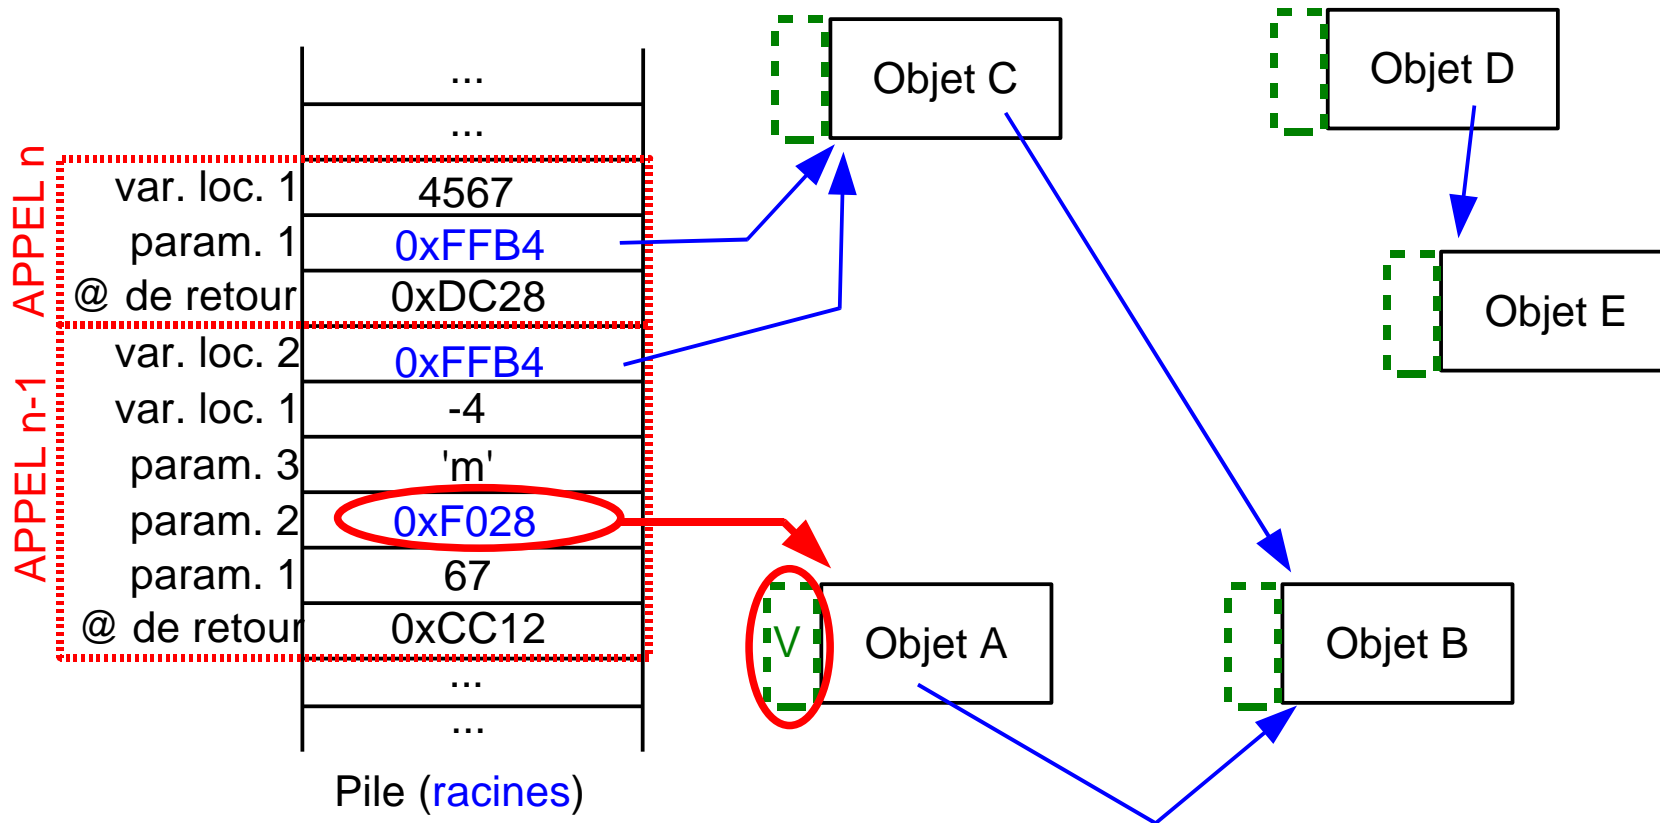 ...
...
APPEL n
var. loc. 1 4567
param. 1 0xFFB4
@ de retour 0xDC28
APPEL n-1
var. loc. 2 0xFFB4
var. loc. 1 -4
param. 3 'm'
param. 2 0xF028
param. 1 67
@ de retour 0xCC12
...
...
Pile (racines)
Objet C
Objet D
Objet E
V Objet A
Objet B